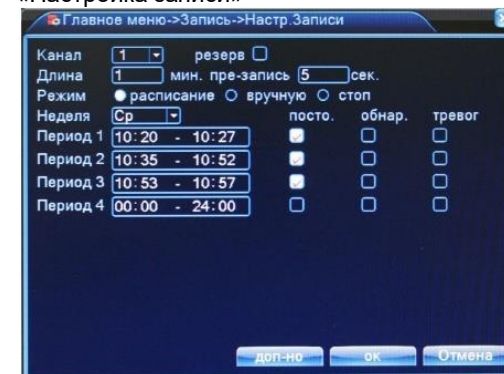 «Настройка записи»
Главное меню->Запись->Настр.Записи
Канал 1 резерв
Длина 1 мин. пре-запись 5 сек.
Режим расписание вручную стоп
Неделя Ср посто. обнар. тревог
Период 1 10:20 - 10:27
Период 2 10:35 - 10:52
Период 3 10:53 - 10:57
Период 4 00:00 - 24:00
доп-но ок Отмена